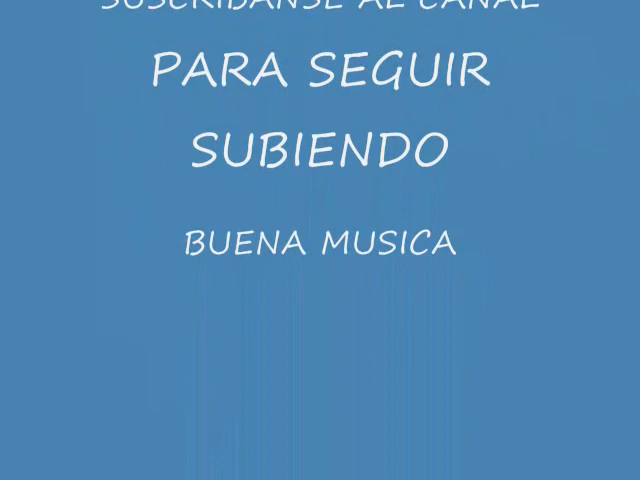 SUSCRIBANSE AL CANAL
PARA SEGUIR
SUBIENDO
BUENA MUSICA